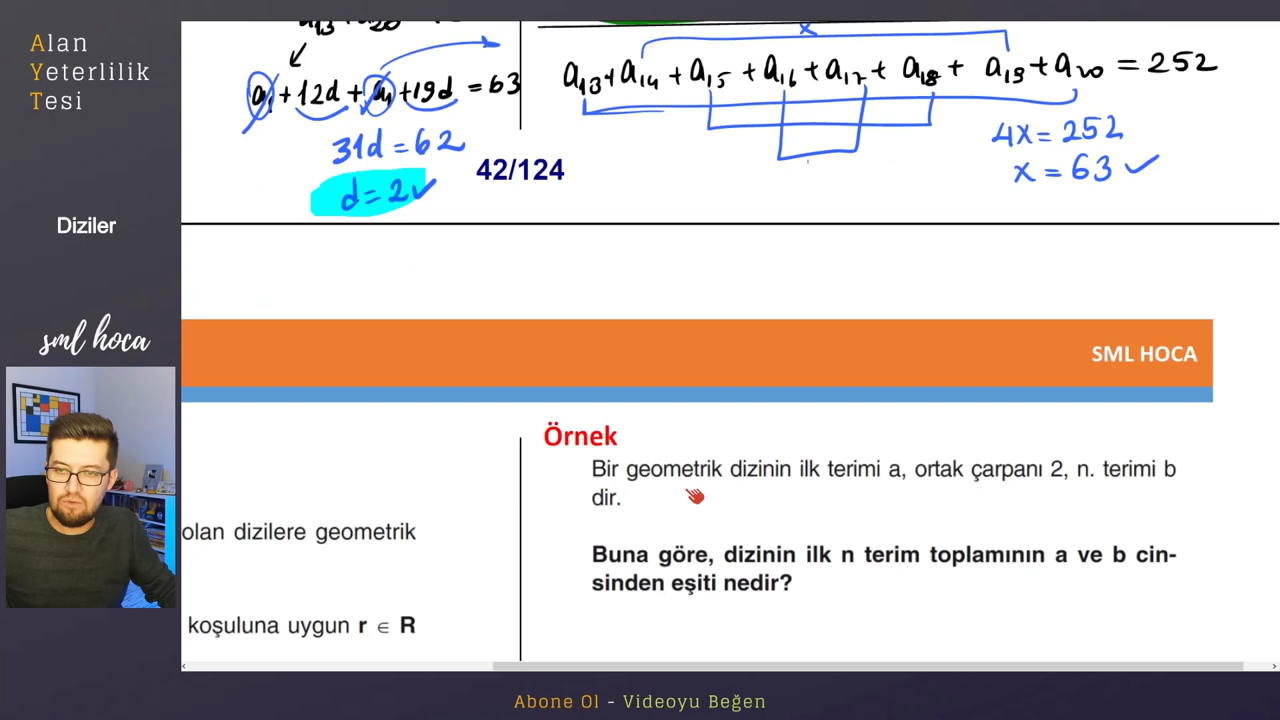 Alan
Yeterlilik
Testi
Diziler
sml hoca
a₁ + 12d + a₁ + 19d = 63
31d = 62
d = 2 ✓
42/124
x
a₁₃ + a₁₄ + a₁₅ + a₁₆ + a₁₇ + a₁₈ + a₁₉ + a₂₀ = 252
4x = 252
x = 63 ✓
SML HOCA
olan dizilere geometrik
koşuluna uygun r ∈ R
Örnek
Bir geometrik dizinin ilk terimi a, ortak çarpanı 2, n. terimi b
dir.
Buna göre, dizinin ilk n terim toplamının a ve b cin-
sinden eşiti nedir?
Abone Ol - Videoyu Beğen